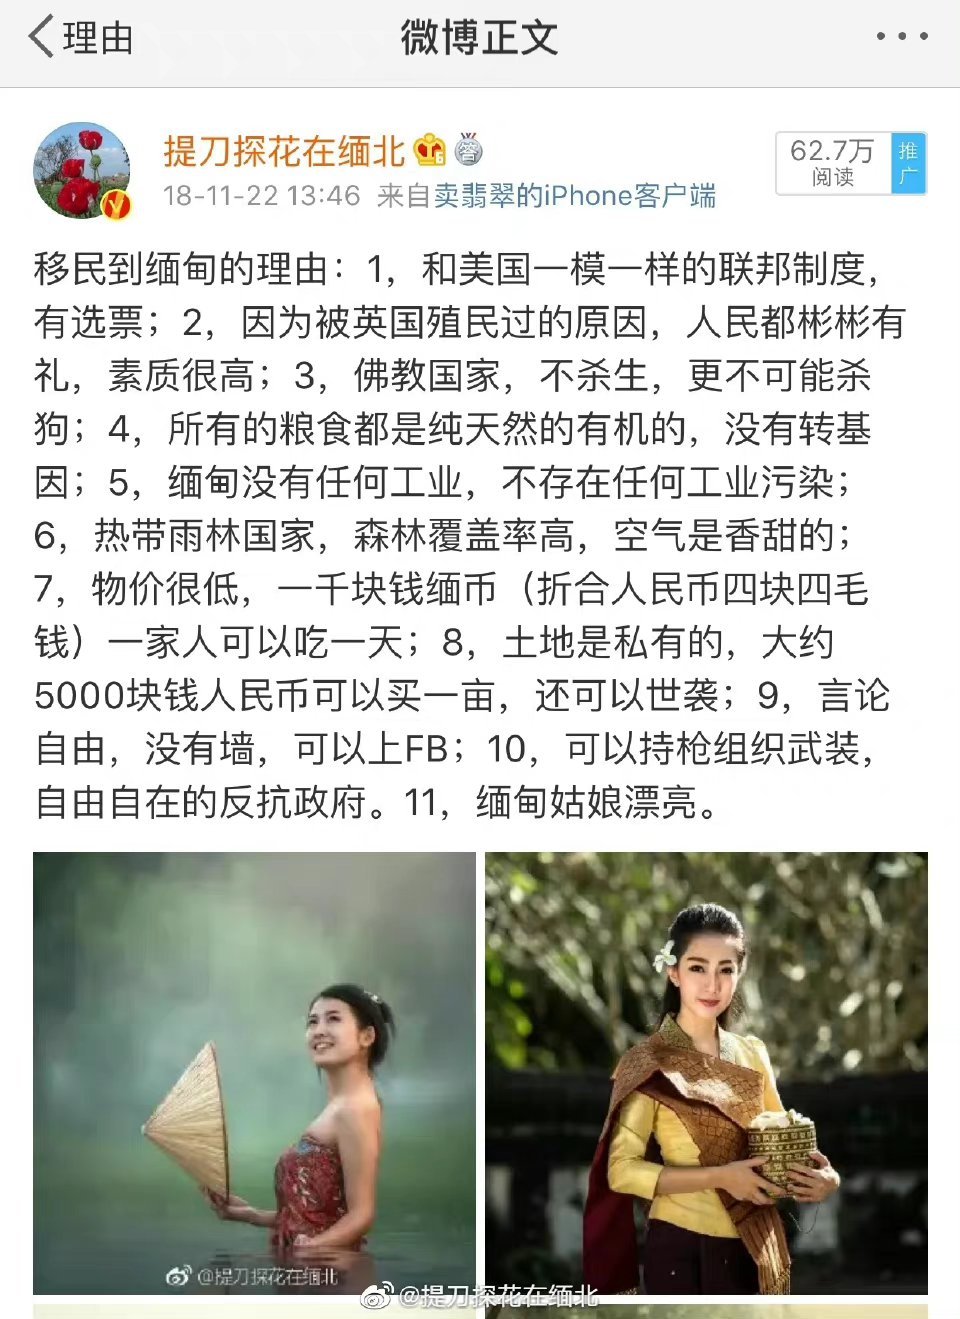 理由
微博正文
提刀探花在缅北
答
18-11-22 13:46 来自卖翡翠的iPhone客户端
62.7万
阅读
推广
移民到缅甸的理由：1，和美国一模一样的联邦制度，
有选票；2，因为被英国殖民过的原因，人民都彬彬有
礼，素质很高；3，佛教国家，不杀生，更不可能杀
狗；4，所有的粮食都是纯天然的有机的，没有转基
因；5，缅甸没有任何工业，不存在任何工业污染；
6，热带雨林国家，森林覆盖率高，空气是香甜的；
7，物价很低，一千块钱缅币（折合人民币四块四毛
钱）一家人可以吃一天；8，土地是私有的，大约
5000块钱人民币可以买一亩，还可以世袭；9，言论
自由，没有墙，可以上FB；10，可以持枪组织武装，
自由自在的反抗政府。11，缅甸姑娘漂亮。
@提刀探花在缅北
@提刀探花在缅北